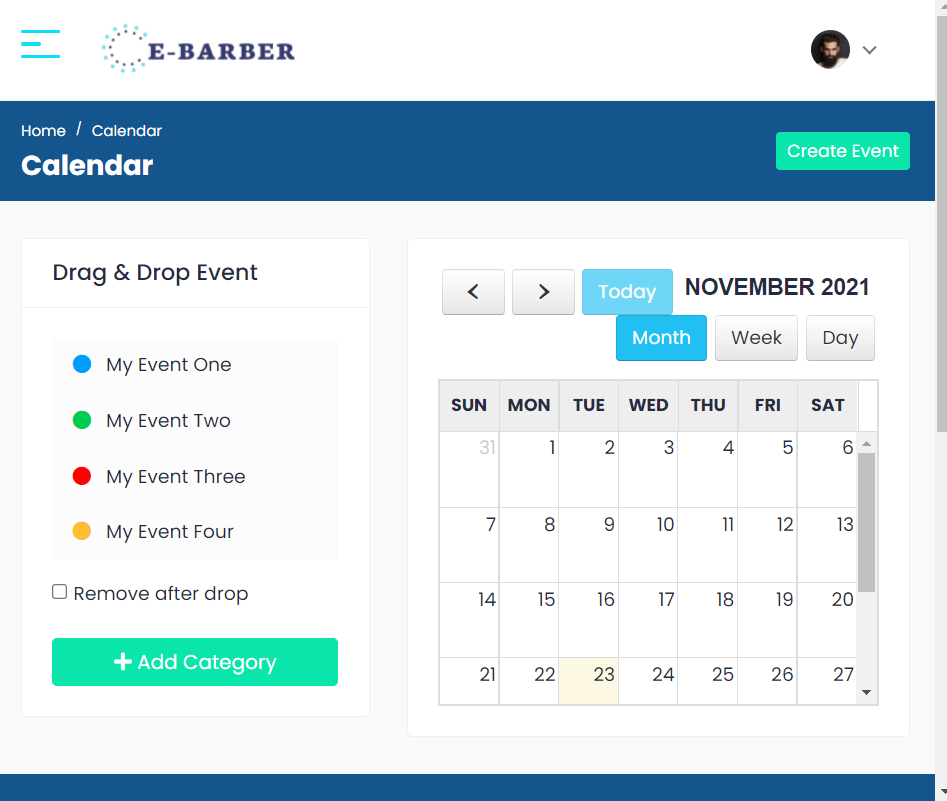 E-BARBER
Home / Calendar
Calendar
Create Event
Drag & Drop Event
My Event One
My Event Two
My Event Three
My Event Four
Remove after drop
+ Add Category
< > Today NOVEMBER 2021
Month Week Day
SUN MON TUE WED THU FRI SAT
31 1 2 3 4 5 6
7 8 9 10 11 12 13
14 15 16 17 18 19 20
21 22 23 24 25 26 27